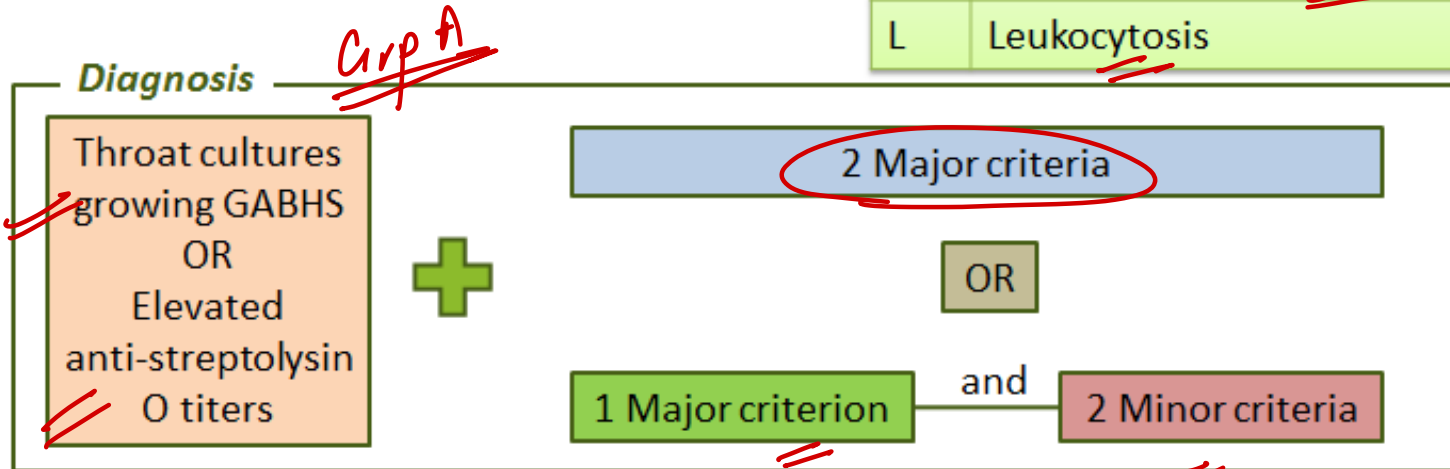 L Leukocytosis
Grp A
Diagnosis
Throat cultures
growing GABHS
OR
Elevated
anti-streptolysin
O titers
2 Major criteria
OR
1 Major criterion
and
2 Minor criteria